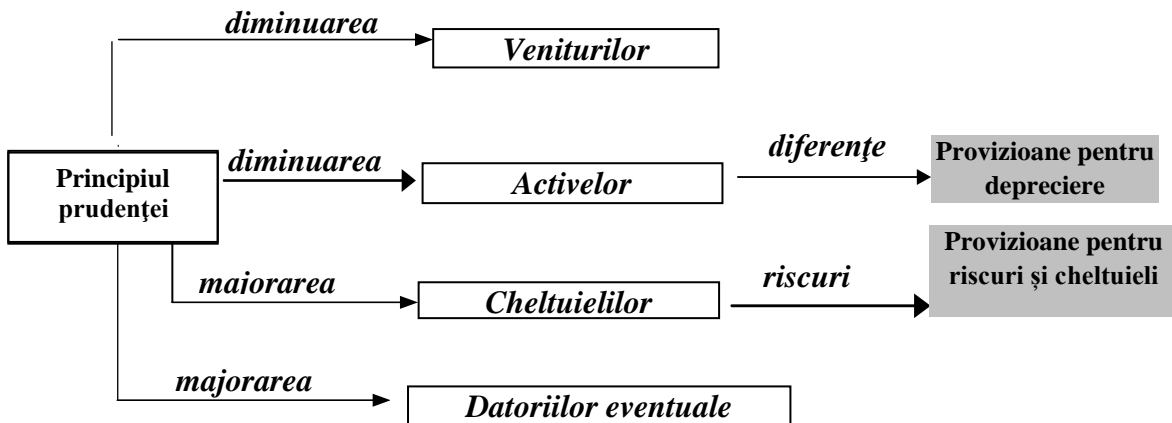 diminuarea
Veniturilor
Principiul
prudenţei
diminuarea
Activelor
diferenţe
Provizioane pentru
depreciere
maiorarea
Cheltuielilor
riscuri
Provizioane pentru
riscuri și cheltuieli
majorarea
Datoriilor eventuale